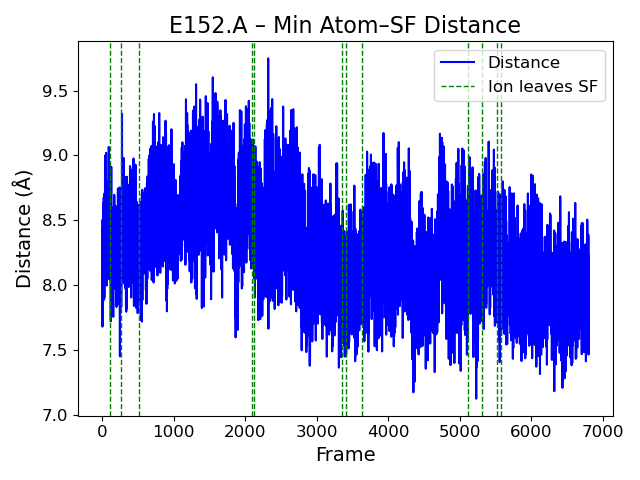 E152.A – Min Atom–SF Distance
Distance (Å)
9.5
9.0
8.5
8.0
7.5
7.0
Distance
Ion leaves SF
0 1000 2000 3000 4000 5000 6000 7000
Frame